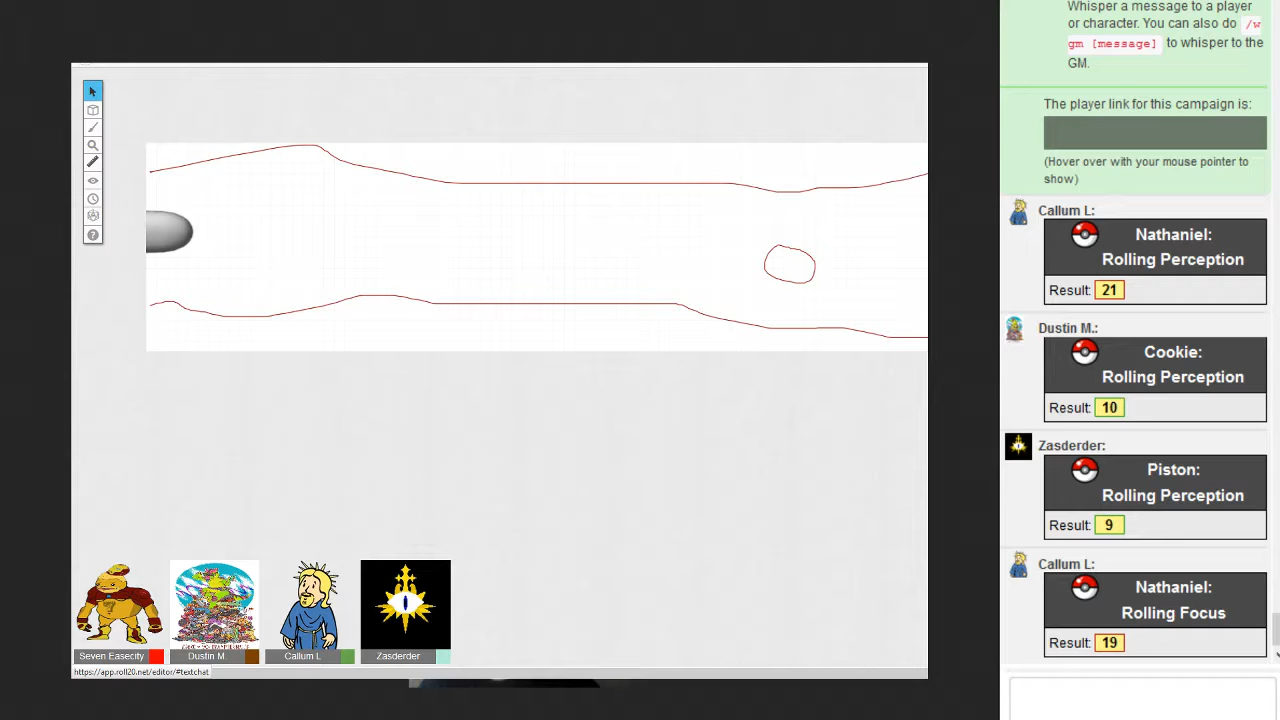 Whisper a message to a player
or character. You can also do /w
gm [message] to whisper to the
GM.
The player link for this campaign is:
(Hover over with your mouse pointer to
show)
Callum L:
Nathaniel:
Rolling Perception
Result: 21
Dustin M.:
Cookie:
Rolling Perception
Result: 10
Zasderder:
Piston:
Rolling Perception
Result: 9
Callum L:
Nathaniel:
Rolling Focus
Result: 19
Seven Easecity
Dustin M.
Callum L
Zasderder
https://app.roll20.net/editor/#textchat